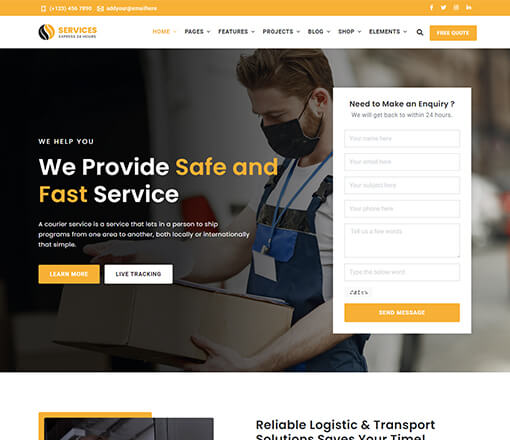 (+123) 456 7890 addyour@emailhere
SERVICES
EXPRESS 24 HOURS
HOME PAGES FEATURES PROJECTS BLOG SHOP ELEMENTS FREE QUOTE
WE HELP YOU
We Provide Safe and
Fast Service
A courier service is a service that lets in a person to ship
programs from one area to another, both locally or internationally
that simple.
LEARN MORE LIVE TRACKING
Need to Make an Enquiry ?
We will get back to within 24 hours.
Your name here
Your email here
Your subject here
Your phone here
Tell us a few words
Type the below word
SEND MESSAGE
Reliable Logistic & Transport
Solutions Saves Your Time!